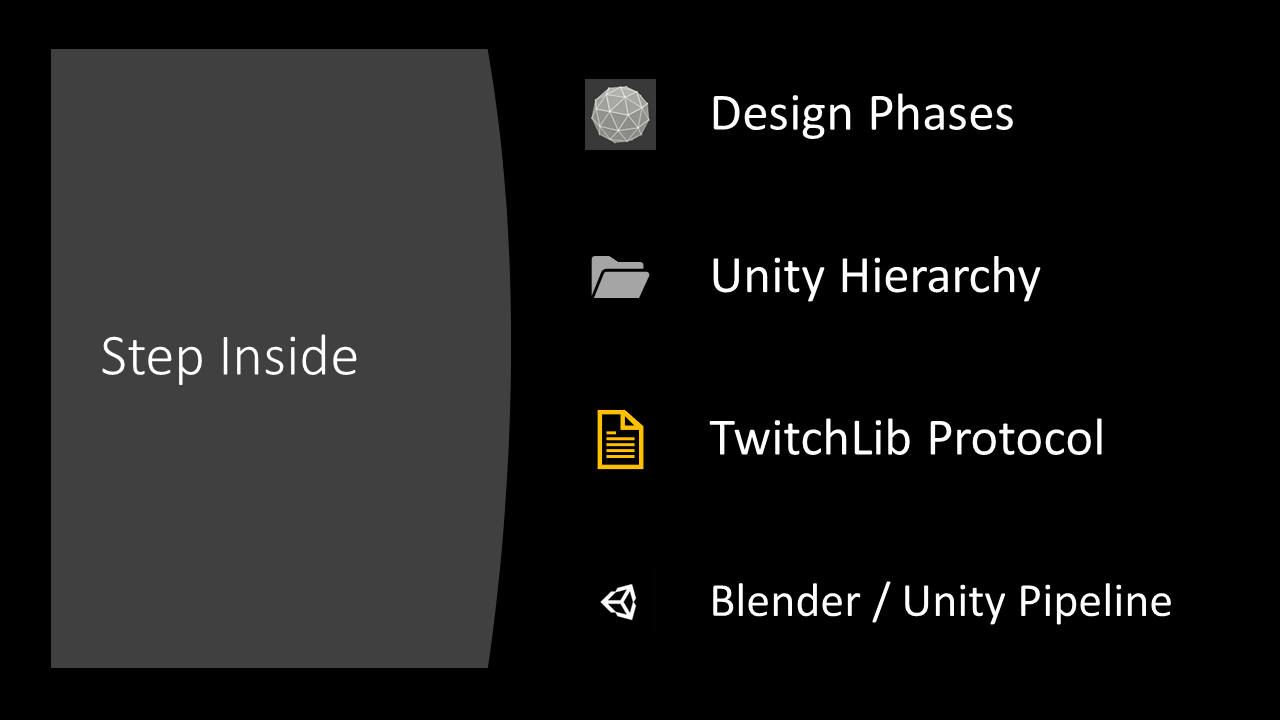 Step Inside
Design Phases
Unity Hierarchy
TwitchLib Protocol
Blender / Unity Pipeline